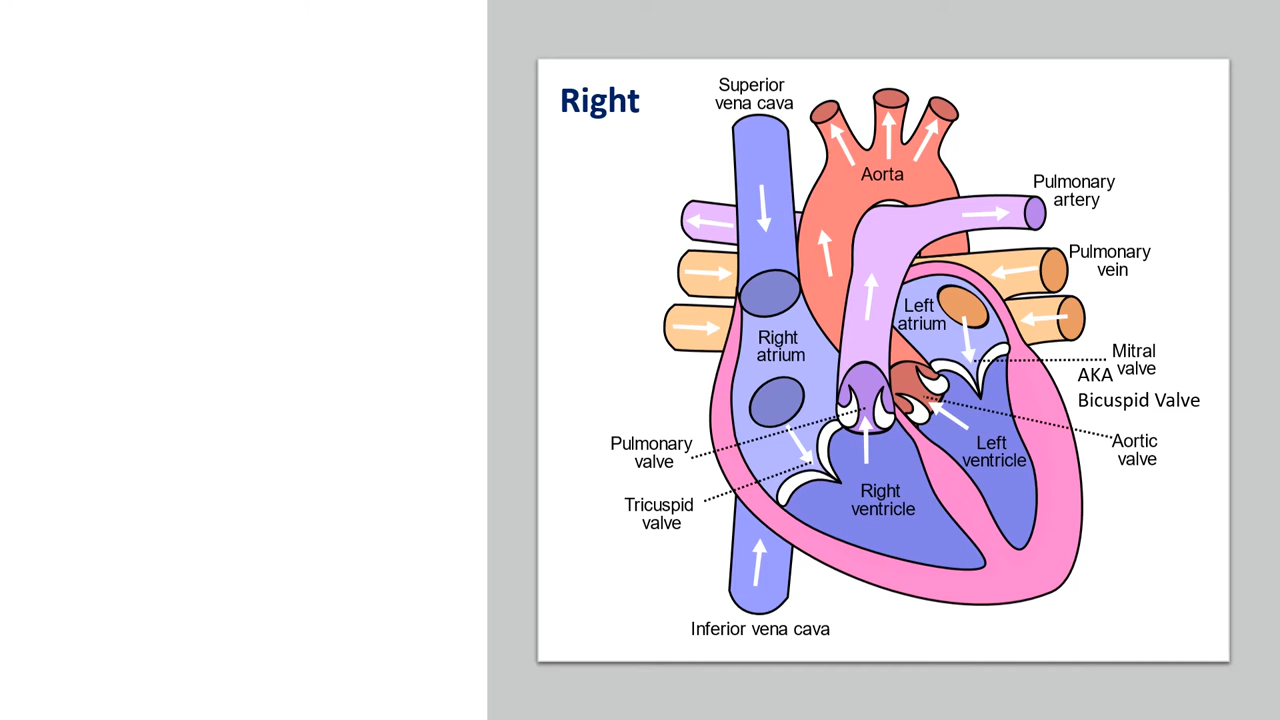 Right
Superior
vena cava
Aorta
Pulmonary
artery
Pulmonary
vein
Left
atrium
Right
atrium
Mitral
valve
AKA
Bicuspid Valve
Pulmonary
valve
Aortic
valve
Left
ventricle
Tricuspid
valve
Right
ventricle
Inferior vena cava